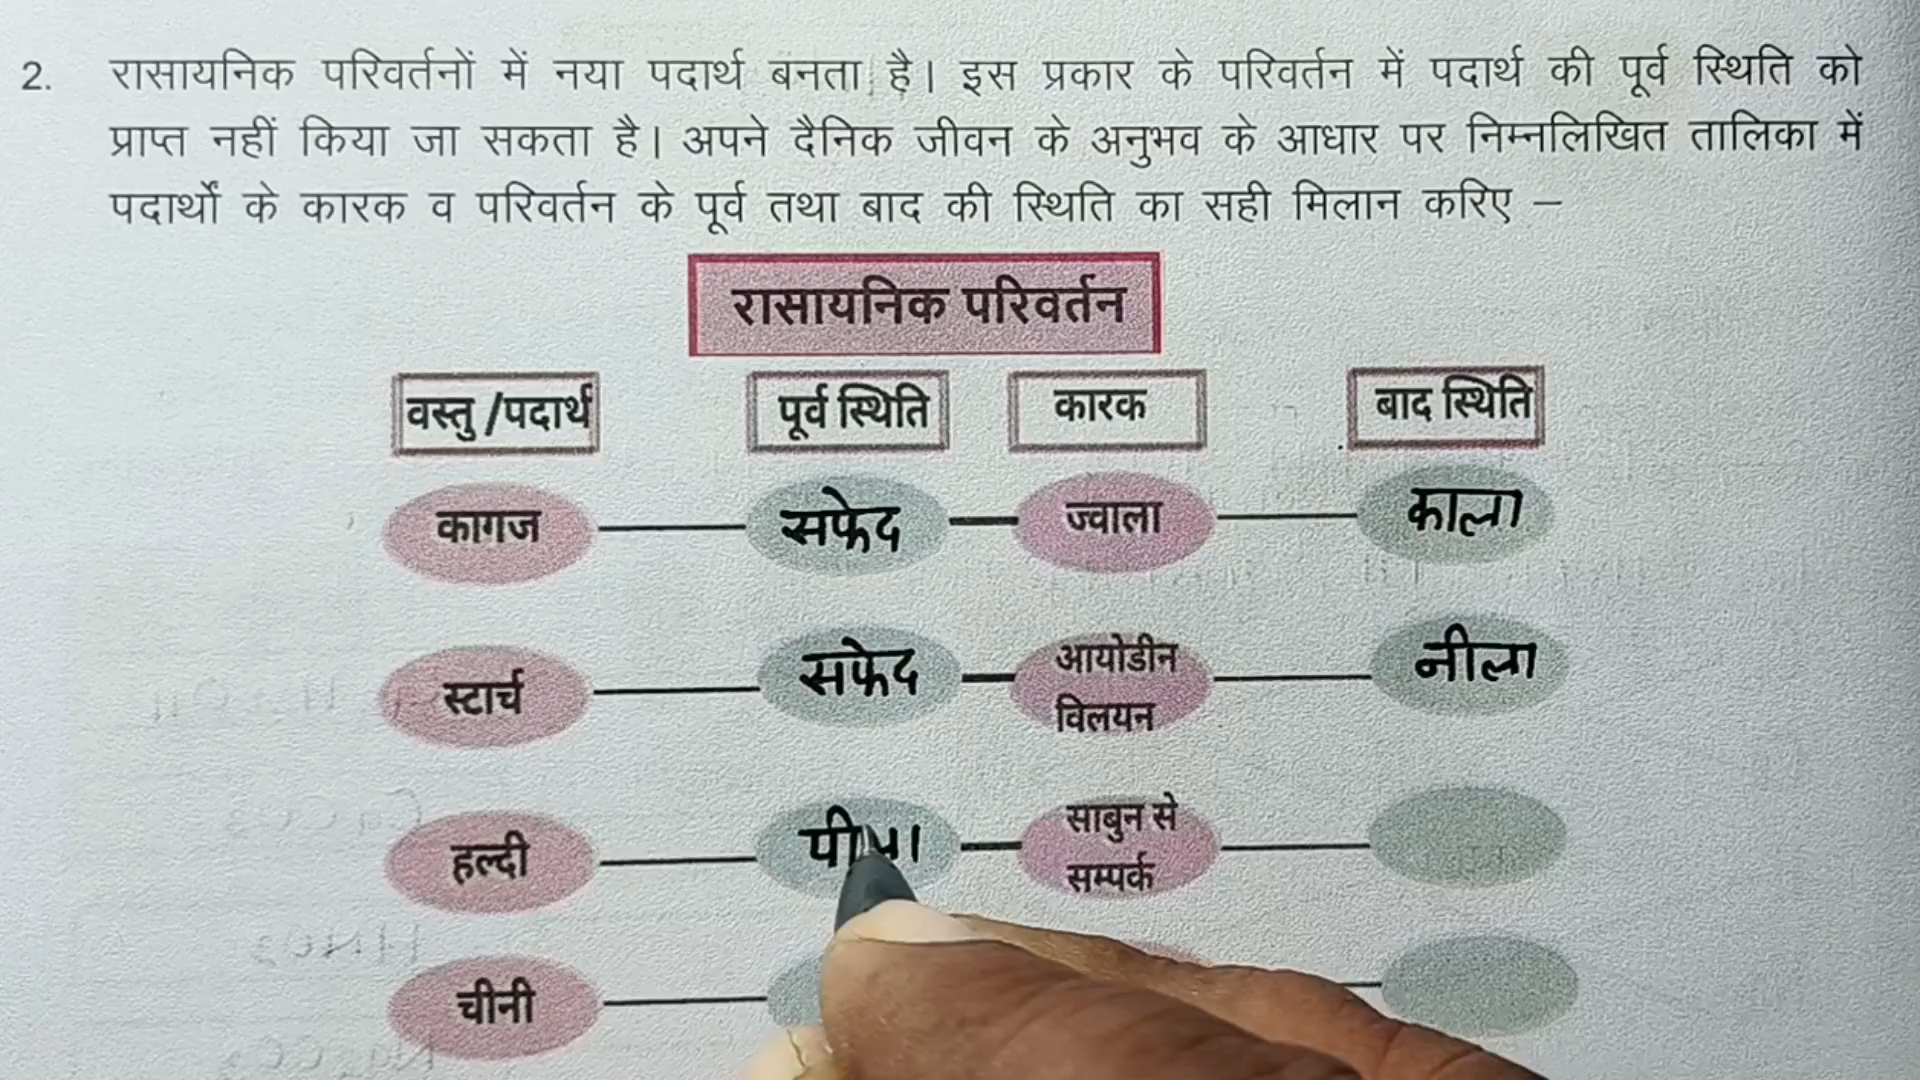 2. रासायनिक परिवर्तनों में नया पदार्थ बनता है। इस प्रकार के परिवर्तन में पदार्थ की पूर्व स्थिति को
प्राप्त नहीं किया जा सकता है। अपने दैनिक जीवन के अनुभव के आधार पर निम्नलिखित तालिका में
पदार्थों के कारक व परिवर्तन के पूर्व तथा बाद की स्थिति का सही मिलान करिए –
रासायनिक परिवर्तन
वस्तु /पदार्थ पूर्व स्थिति कारक बाद स्थिति
कागज सफेद ज्वाला काला
स्टार्च सफेद आयोडीन विलयन नीला
हल्दी साबुन से सम्पर्क
चीनी